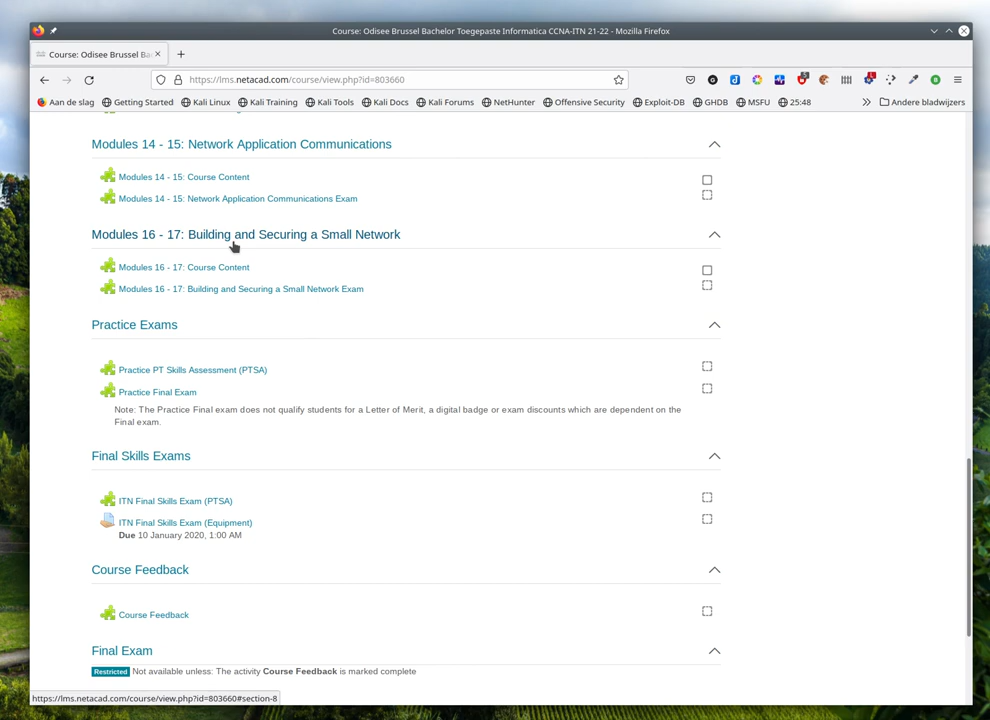 Course: Odisee Brussel Bachelor Toegepaste Informatica CCNA-ITN 21-22 - Mozilla Firefox
Course: Odisee Brussel Ba
https://lms.netacad.com/course/view.php?id=803660
Aan de slag Getting Started Kali Linux Kali Training Kali Tools Kali Docs Kali Forums NetHunter Offensive Security Exploit-DB GHDB MSFU 25:48 Andere bladwijzers
Modules 14 - 15: Network Application Communications
Modules 14 - 15: Course Content
Modules 14 - 15: Network Application Communications Exam
Modules 16 - 17: Building and Securing a Small Network
Modules 16 - 17: Course Content
Modules 16 - 17: Building and Securing a Small Network Exam
Practice Exams
Practice PT Skills Assessment (PTSA)
Practice Final Exam
Note: The Practice Final exam does not qualify students for a Letter of Merit, a digital badge or exam discounts which are dependent on the
Final exam.
Final Skills Exams
ITN Final Skills Exam (PTSA)
ITN Final Skills Exam (Equipment)
Due 10 January 2020, 1:00 AM
Course Feedback
Course Feedback
Final Exam
Restricted Not available unless: The activity Course Feedback is marked complete
https://lms.netacad.com/course/view.php?id=803660#section-8